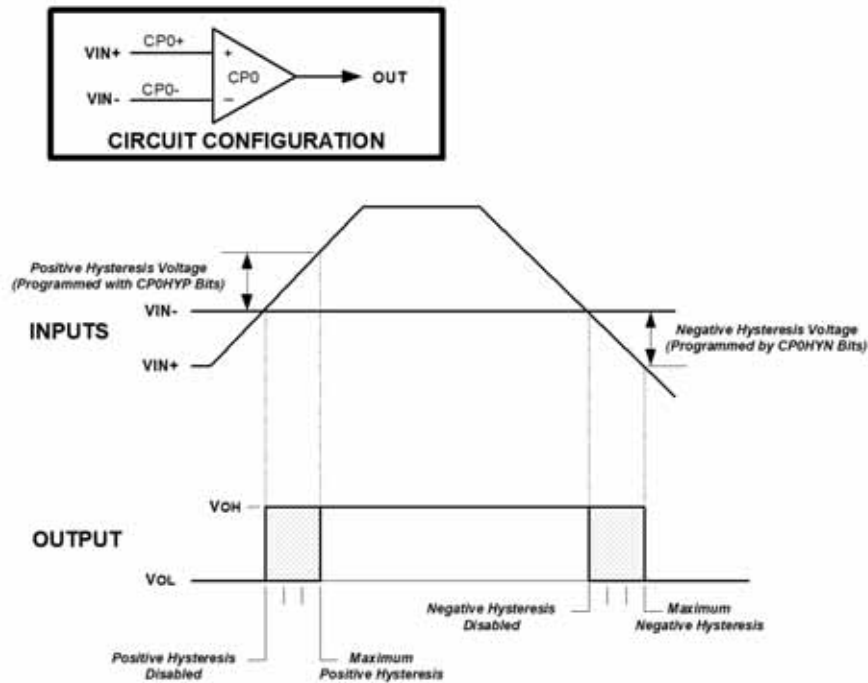 VIN+
CP0+
+
CP0
OUT
VIN-
CP0-
−
CIRCUIT CONFIGURATION
Positive Hysteresis Voltage
(Programmed with CP0HYP Bits)
VIN-
INPUTS
VIN+
Negative Hysteresis Voltage
(Programmed by CP0HYN Bits)
VOH
OUTPUT
VOL
Negative Hysteresis
Disabled
Maximum
Negative Hysteresis
Positive Hysteresis
Disabled
Maximum
Positive Hysteresis